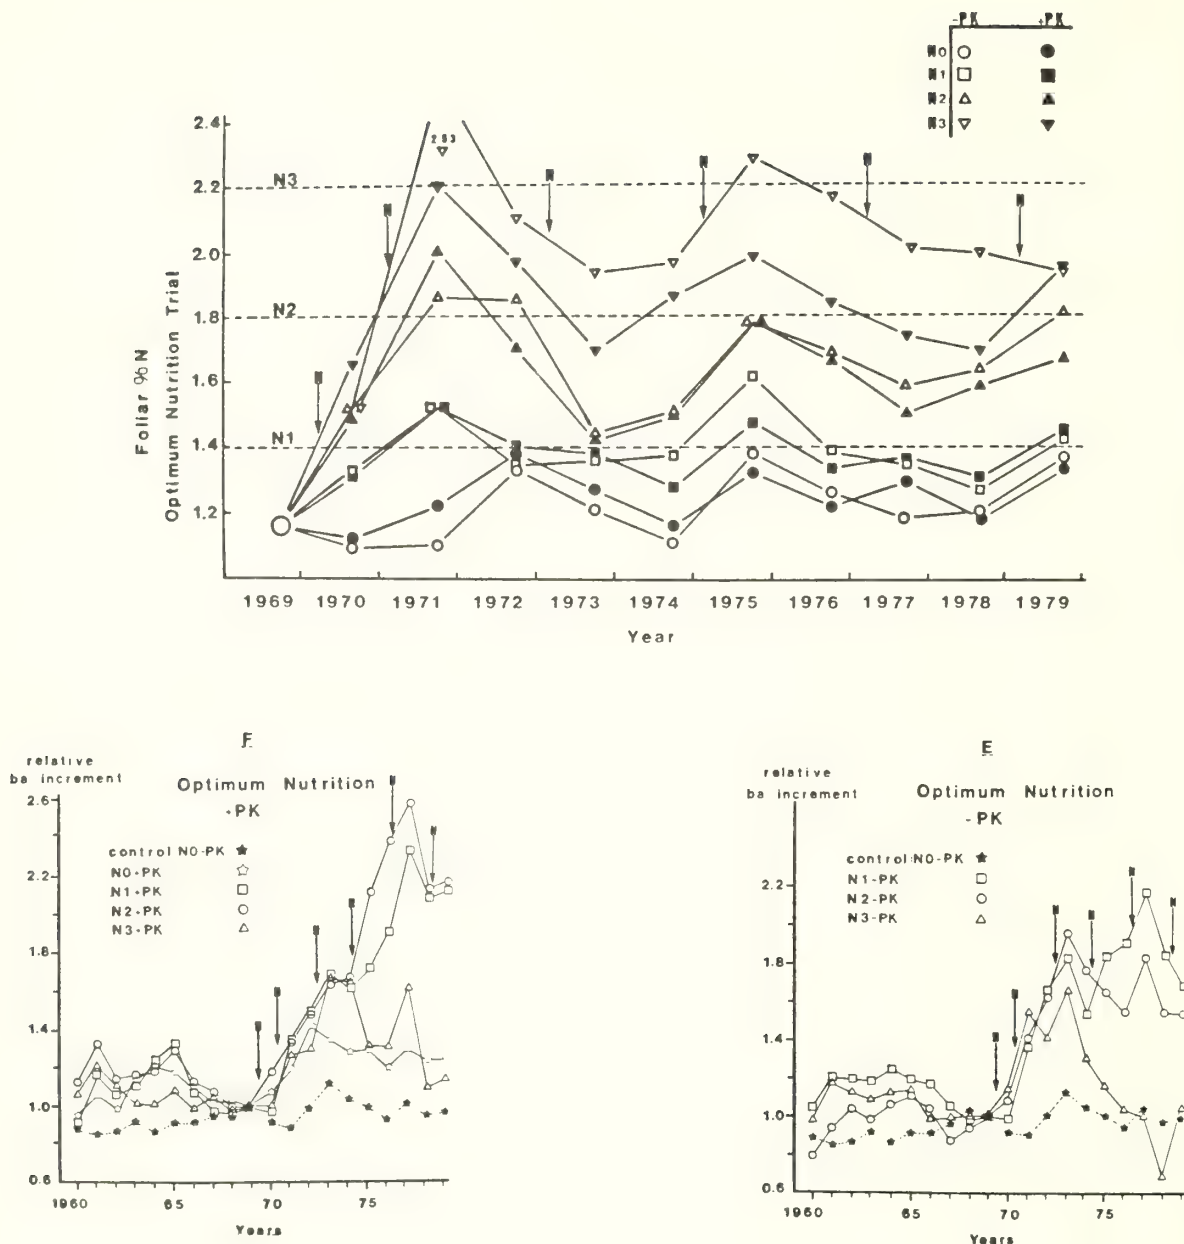 -PK +PK
N0
N1
N2
N3
Foliar %N
Optimum Nutrition Trial
2.4
2.2
2.0
1.8
1.6
1.4
1.2
N3
N2
N1
2 5 3
N
N
N
N
N
N
1969 1970 1971 1972 1973 1974 1975 1976 1977 1978 1979
Year
F
relative
ba increment
Optimum Nutrition
+PK
control N0-PK
N0+PK
N1+PK
N2+PK
N3+PK
2.6
2.2
1.8
1.4
1.0
0.6
N
N
N
N
N
N
1960 65 70 75
Years
E
relative
ba increment
Optimum Nutrition
-PK
control:N0-PK
N1-PK
N2-PK
N3-PK
2.2
1.8
1.4
1.0
0.6
N
N
N
N
N
N
1960 65 70 75
Years